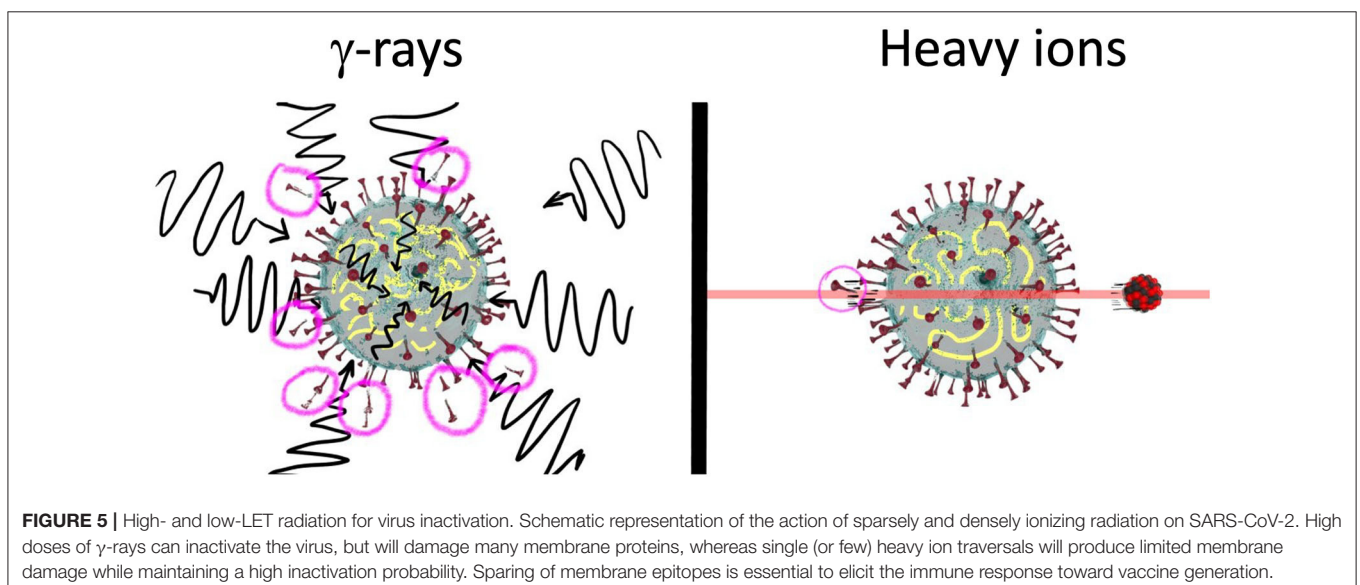 γ-rays
Heavy ions
FIGURE 5 | High- and low-LET radiation for virus inactivation. Schematic representation of the action of sparsely and densely ionizing radiation on SARS-CoV-2. High
doses of γ-rays can inactivate the virus, but will damage many membrane proteins, whereas single (or few) heavy ion traversals will produce limited membrane
damage while maintaining a high inactivation probability. Sparing of membrane epitopes is essential to elicit the immune response toward vaccine generation.